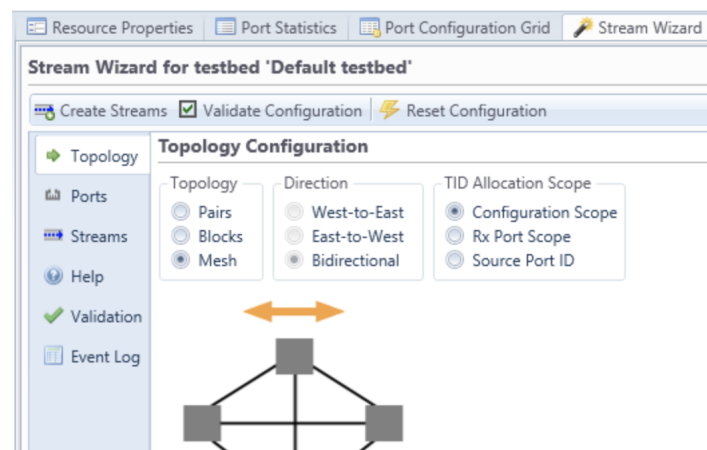 Resource Properties Port Statistics Port Configuration Grid Stream Wizard
Stream Wizard for testbed 'Default testbed'
Create Streams Validate Configuration Reset Configuration
Topology
Ports
Streams
Help
Validation
Event Log
Topology Configuration
Topology
Pairs
Blocks
Mesh
Direction
West-to-East
East-to-West
Bidirectional
TID Allocation Scope
Configuration Scope
Rx Port Scope
Source Port ID